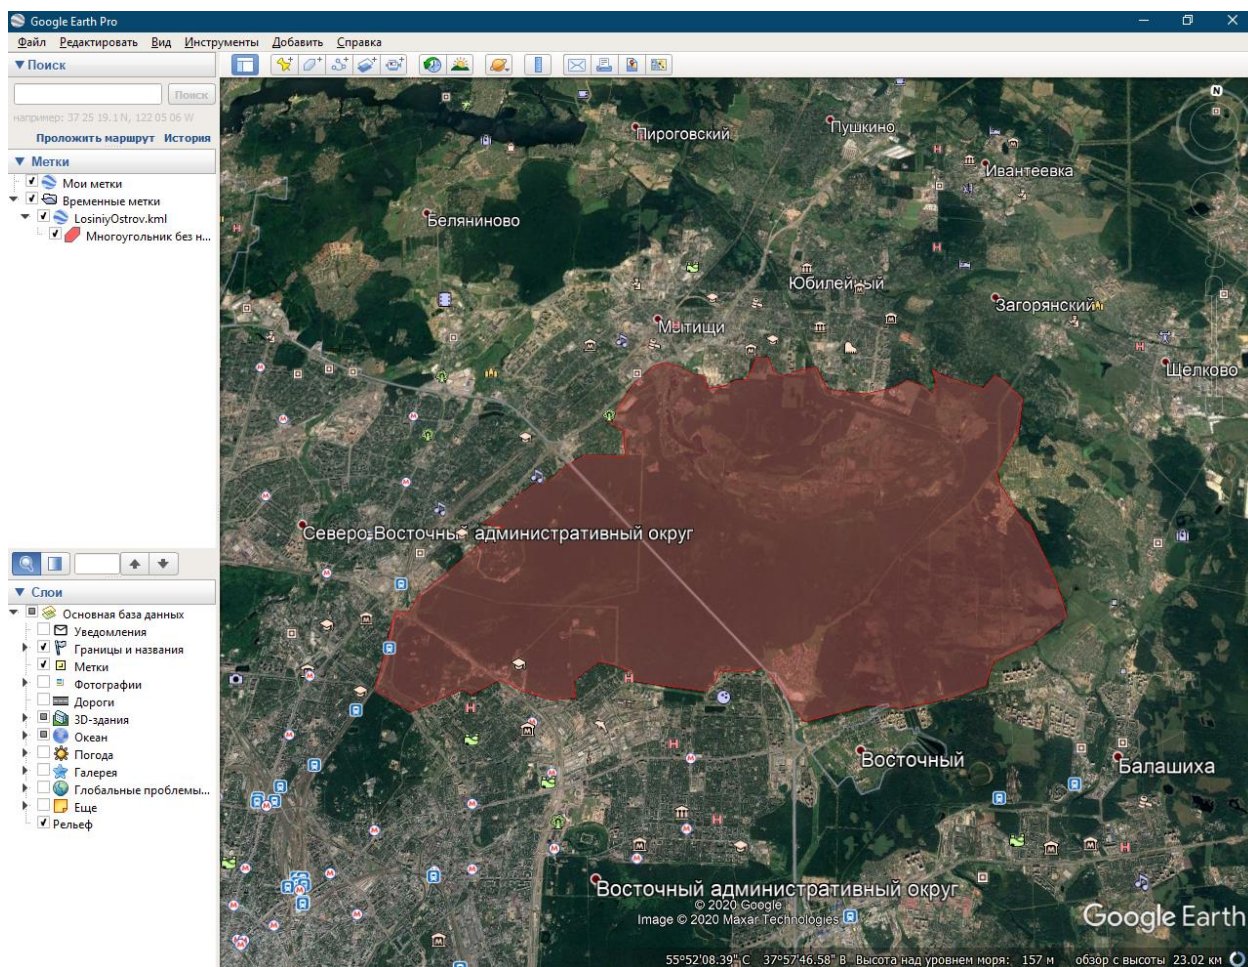 Google Earth Pro
Файл Редактировать Вид Инструменты Добавить Справка
Поиск
Поиск
например: 37 25 19.1 N, 122 05 06 W
Проложить маршрут История
Метки
Мои метки
Временные метки
LosiniyOstrov.kml
Многоугольник без н...
Слои
Основная база данных
Уведомления
Границы и названия
Метки
Фотографии
Дороги
3D-здания
Океан
Погода
Галерея
Глобальные проблемы...
Еще
Рельеф
N
Пироговский
Пушкино
Ивантеевка
Беляниново
Юбилейный
Загорянский
Мытищи
Щёлково
Северо-Восточный административный округ
Восточный
Балашиха
Восточный административный округ
© 2020 Google
Image © 2020 Maxar Technologies
Google Earth
55°52'08.39" С 37°57'46.58" В Высота над уровнем моря: 157 м обзор с высоты 23.02 км